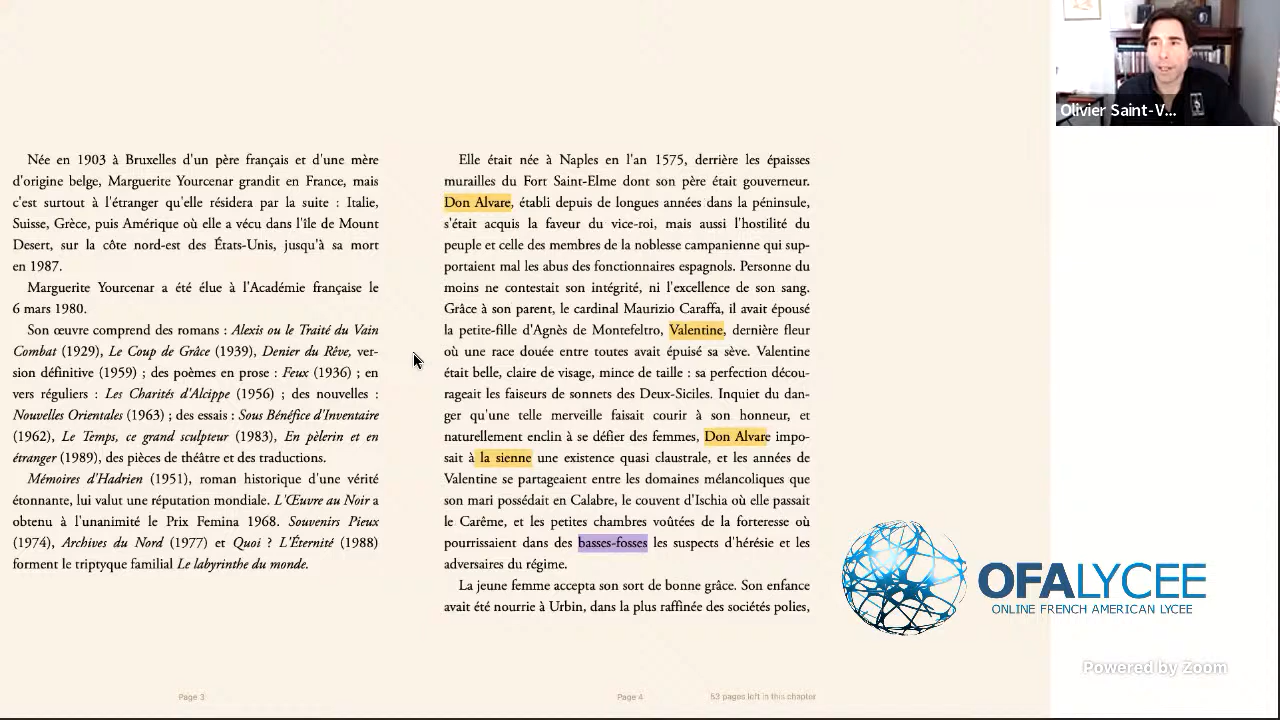 Née en 1903 à Bruxelles d'un père français et d'une mère
d'origine belge, Marguerite Yourcenar grandit en France, mais
c'est surtout à l'étranger qu'elle résidera par la suite : Italie,
Suisse, Grèce, puis Amérique où elle a vécu dans l'île de Mount
Desert, sur la côte nord-est des États-Unis, jusqu'à sa mort
en 1987.
Marguerite Yourcenar a été élue à l'Académie française le
6 mars 1980.
Son œuvre comprend des romans : Alexis ou le Traité du Vain
Combat (1929), Le Coup de Grâce (1939), Denier du Rêve, ver-
sion définitive (1959) ; des poèmes en prose : Feux (1936) ; en
vers réguliers : Les Charités d'Alcippe (1956) ; des nouvelles :
Nouvelles Orientales (1963) ; des essais : Sous Bénéfice d'Inventaire
(1962), Le Temps, ce grand sculpteur (1983), En pèlerin et en
étranger (1989), des pièces de théâtre et des traductions.
Mémoires d'Hadrien (1951), roman historique d'une vérité
étonnante, lui valut une réputation mondiale. L'Œuvre au Noir a
obtenu à l'unanimité le Prix Femina 1968. Souvenirs Pieux
(1974), Archives du Nord (1977) et Quoi ? L'Éternité (1988)
forment le triptyque familial Le labyrinthe du monde.
Page 3
Elle était née à Naples en l'an 1575, derrière les épaisses
murailles du Fort Saint-Elme dont son père était gouverneur.
Don Alvare, établi depuis de longues années dans la péninsule,
s'était acquis la faveur du vice-roi, mais aussi l'hostilité du
peuple et celle des membres de la noblesse campanienne qui sup-
portaient mal les abus des fonctionnaires espagnols. Personne du
moins ne contestait son intégrité, ni l'excellence de son sang.
Grâce à son parent, le cardinal Maurizio Caraffa, il avait épousé
la petite-fille d'Agnès de Montefeltro, Valentine, dernière fleur
où une race douée entre toutes avait épuisé sa sève. Valentine
était belle, claire de visage, mince de taille : sa perfection décou-
rageait les faiseurs de sonnets des Deux-Siciles. Inquiet du dan-
ger qu'une telle merveille faisait courir à son honneur, et
naturellement enclin à se défier des femmes, Don Alvare impo-
sait à la sienne une existence quasi claustrale, et les années de
Valentine se partageaient entre les domaines mélancoliques que
son mari possédait en Calabre, le couvent d'Ischia où elle passait
le Carême, et les petites chambres voûtées de la forteresse où
pourrissaient dans des basses-fosses les suspects d'hérésie et les
adversaires du régime.
La jeune femme accepta son sort de bonne grâce. Son enfance
avait été nourrie à Urbin, dans la plus raffinée des sociétés polies,
Page 4
53 pages left in this chapter
Olivier Saint-V...
OFALYCEE
ONLINE FRENCH AMERICAN LYCEE
Powered by Zoom